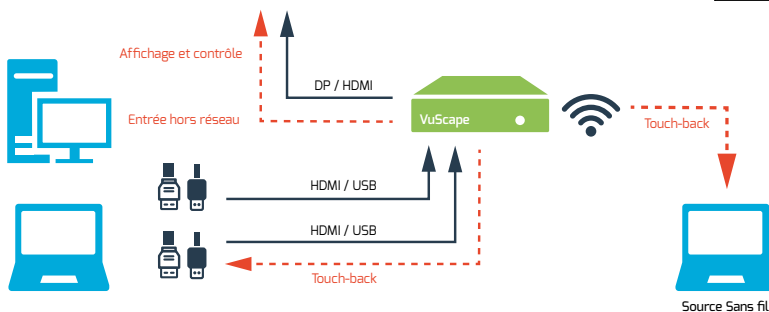 Affichage et contrôle
DP / HDMI
Entrée hors réseau
VuScape
Touch-back
HDMI / USB
HDMI / USB
Touch-back
Source Sans fil